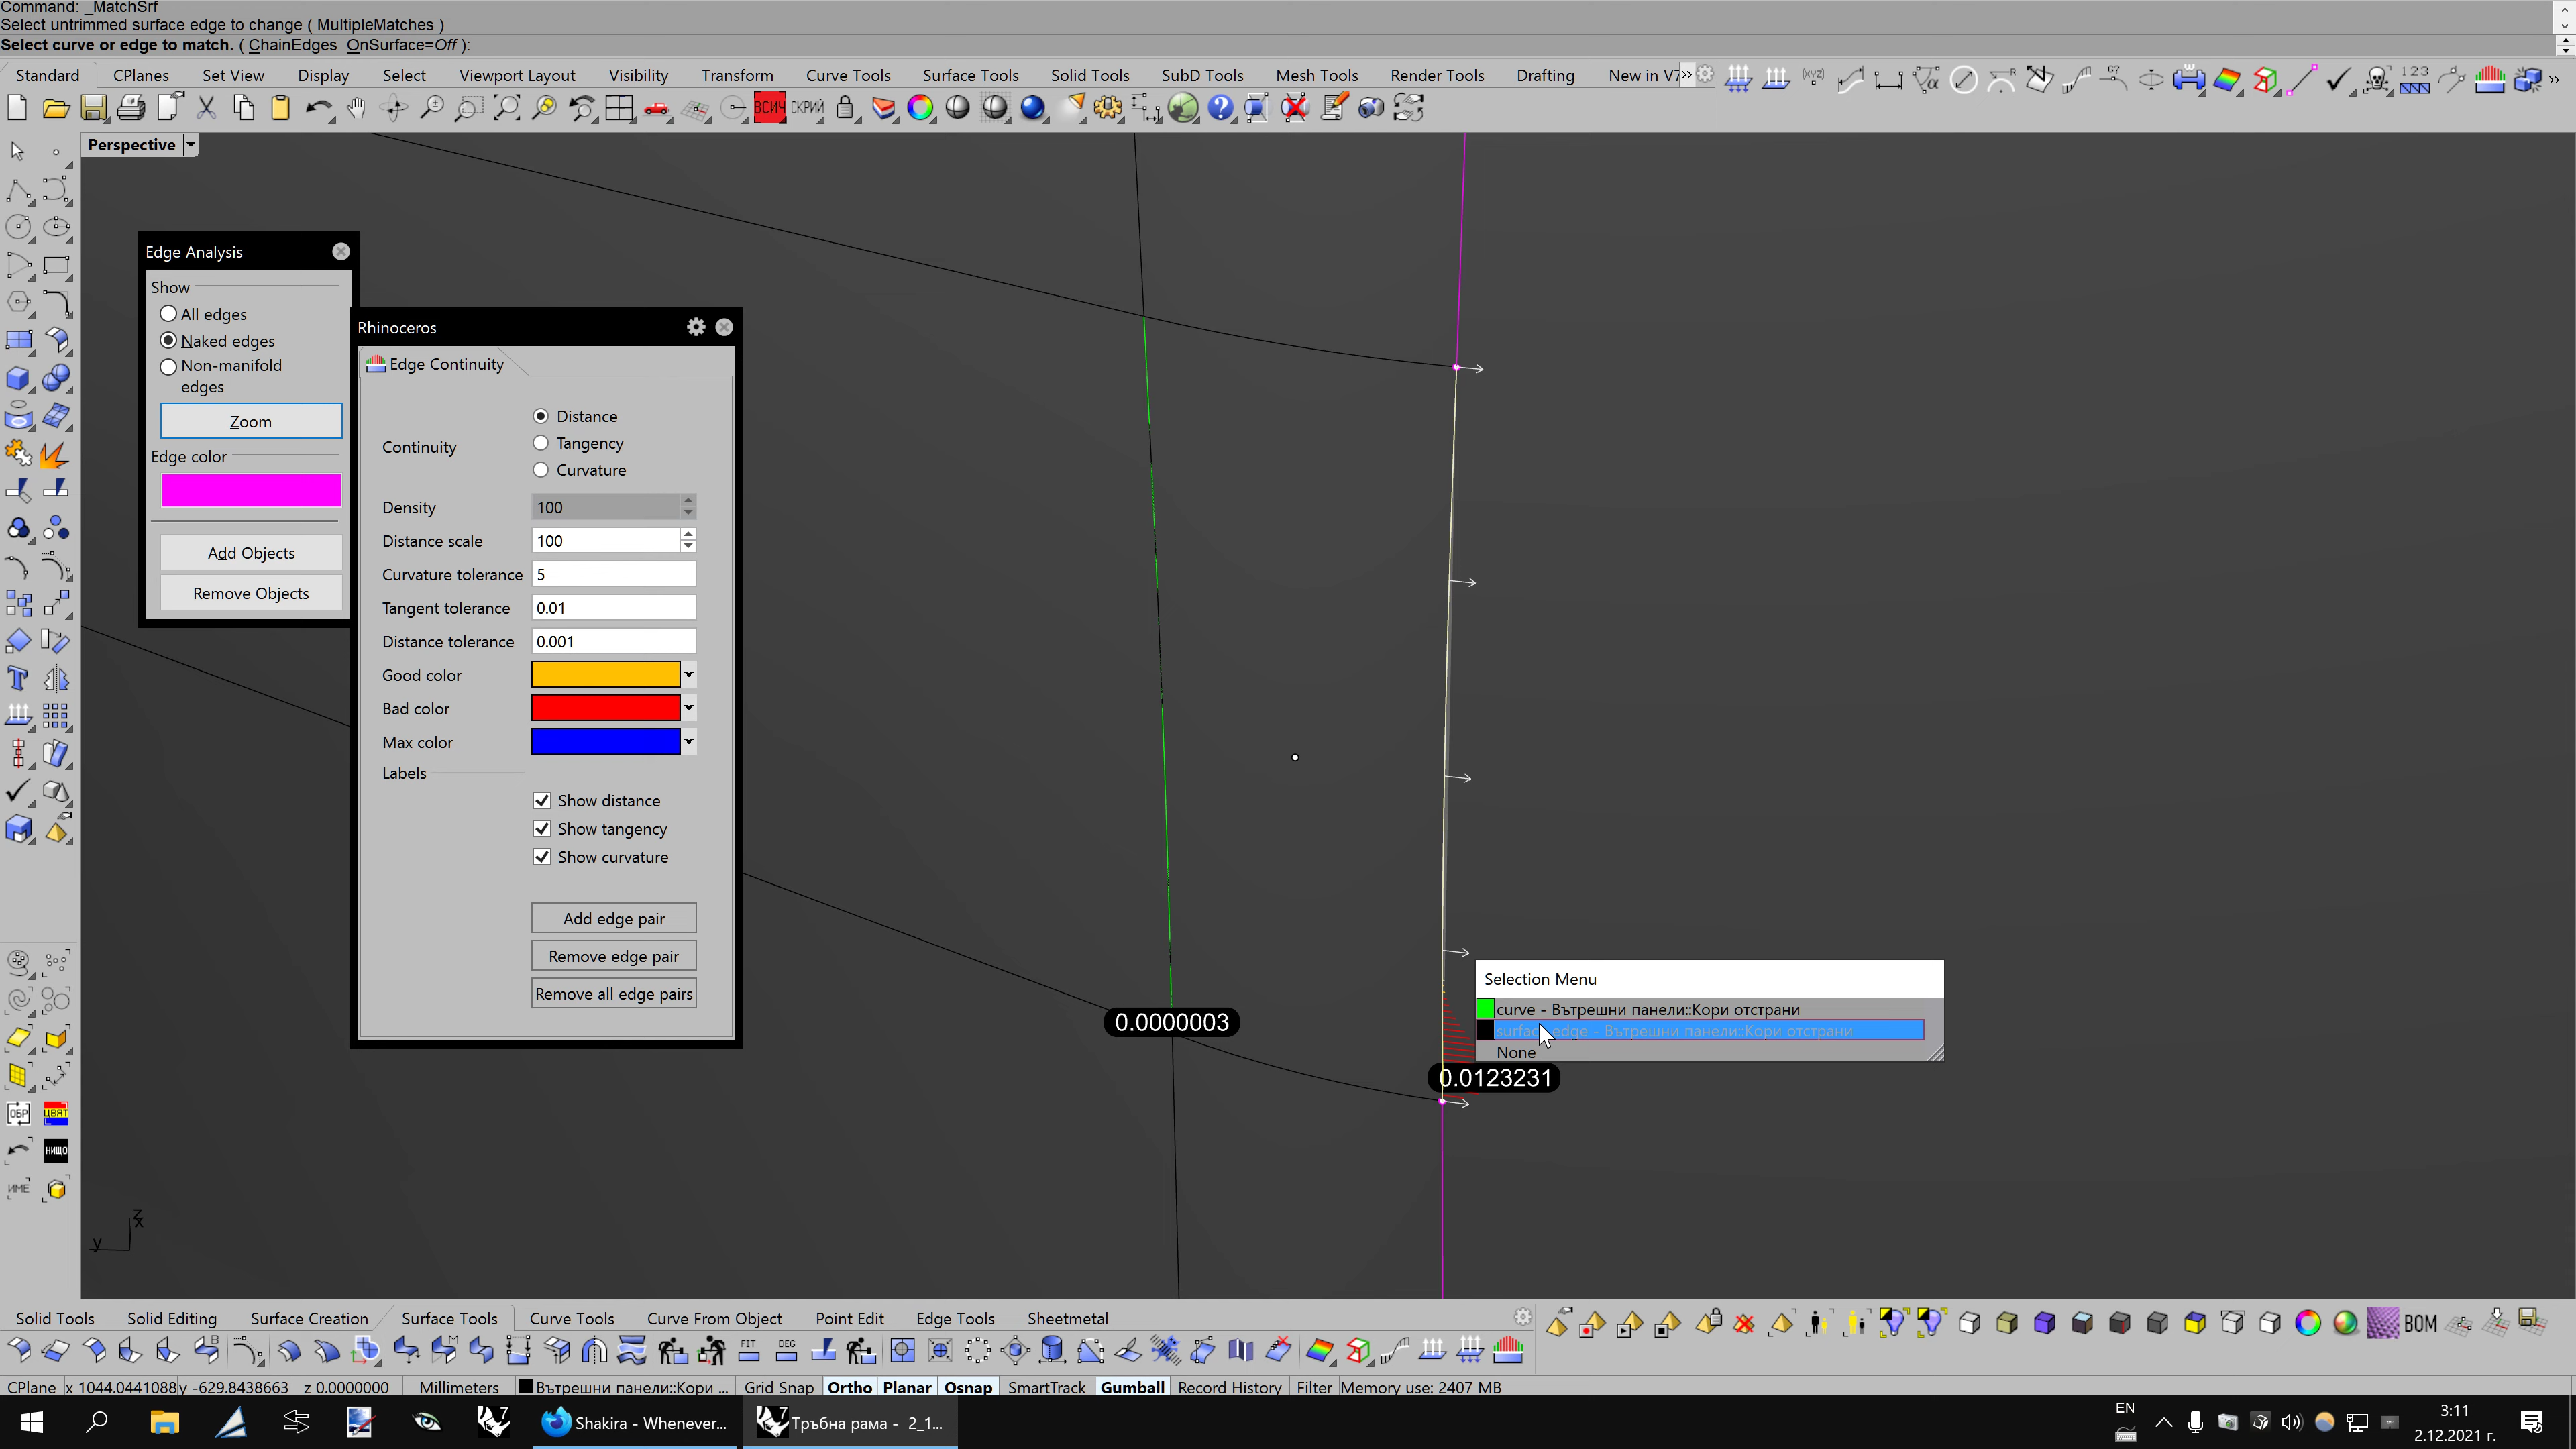 Command: _MatchSrf
Select untrimmed surface edge to change ( MultipleMatches )
Select curve or edge to match. ( ChainEdges OnSurface=Off ):
Standard CPlanes Set View Display Select Viewport Layout Visibility Transform Curve Tools Surface Tools Solid Tools SubD Tools Mesh Tools Render Tools Drafting New in V7
ВСИЧ СКРИЙ
Perspective
Edge Analysis
Show
All edges
Naked edges
Non-manifold
edges
Zoom
Edge color
Add Objects
Remove Objects
Rhinoceros
Edge Continuity
Distance
Continuity
Tangency
Curvature
Density 100
Distance scale 100
Curvature tolerance 5
Tangent tolerance 0.01
Distance tolerance 0.001
Good color
Bad color
Max color
Labels
Show distance
Show tangency
Show curvature
Add edge pair
Remove edge pair
Remove all edge pairs
Selection Menu
curve - Вътрешни панели::Кори отстрани
surface edge - Вътрешни панели::Кори отстрани
None
0.0000003
0.0123231
ОБР ЦВЯТ
НИЩО
ИМЕ
z
x
y
Solid Tools Solid Editing Surface Creation Surface Tools Curve Tools Curve From Object Point Edit Edge Tools Sheetmetal
BOM
FIT DEG
CPlane x 1044.0441088 y -629.8438663 z 0.0000000 Millimeters Вътрешни панели::Кори ... Grid Snap Ortho Planar Osnap SmartTrack Gumball Record History Filter Memory use: 2407 MB
7 Shakira - Whenever... 7 Тръбна рама - 2_1...
EN
3:11
2.12.2021 г.